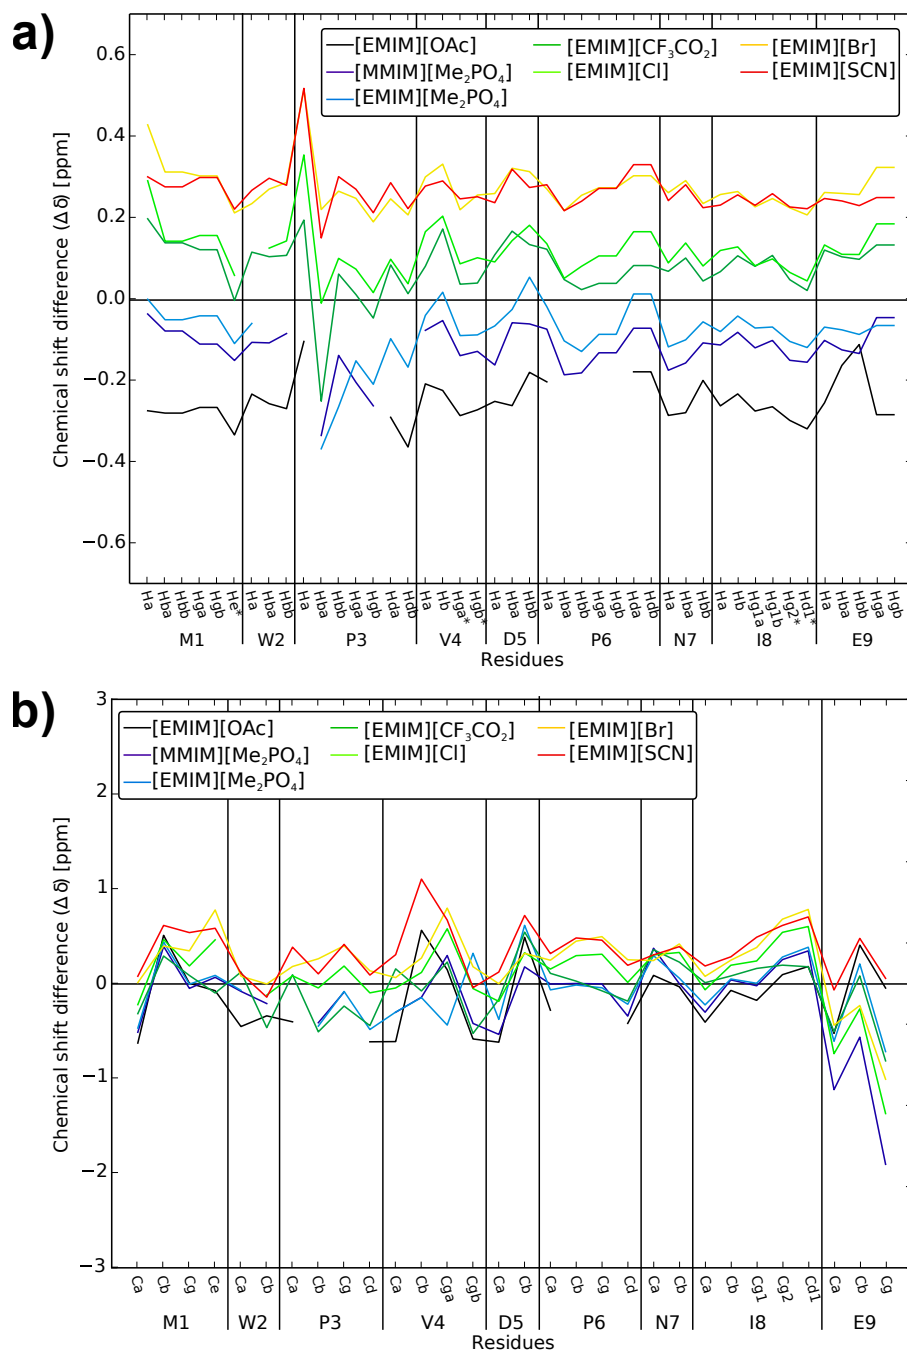 a)
[EMIM][OAc] [EMIM][CF₃CO₂] [EMIM][Br]
[MMIM][Me₂PO₄] [EMIM][Cl] [EMIM][SCN]
[EMIM][Me₂PO₄]
Chemical shift difference (Δ δ) [ppm]
0.6
0.4
0.2
0.0
−0.2
−0.4
−0.6
Ha Hba Hbb Hga Hgb He* Ha Hba Hbb Ha Hba Hbb Hga Hgb Hda Hdb Ha Hb Hga* Hgb* Ha Hba Hbb Ha Hba Hbb Hga Hgb Hda Hdb Ha Hba Hbb Ha Hb Hg1a Hg1b Hg2* Hd1* Ha Hba Hbb Hga Hgb
M1 W2 P3 V4 D5 P6 N7 I8 E9
Residues
b)
[EMIM][OAc] [EMIM][CF₃CO₂] [EMIM][Br]
[MMIM][Me₂PO₄] [EMIM][Cl] [EMIM][SCN]
[EMIM][Me₂PO₄]
Chemical shift difference (Δ δ) [ppm]
3
2
1
0
−1
−2
−3
Ca Cb Cg Ce Ca Cb Ca Cb Cg Cd Ca Cb Cga Cgb Ca Cb Ca Cb Cg Cd Ca Cb Ca Cb Cg1 Cg2 Cd1 Ca Cb Cg
M1 W2 P3 V4 D5 P6 N7 I8 E9
Residues